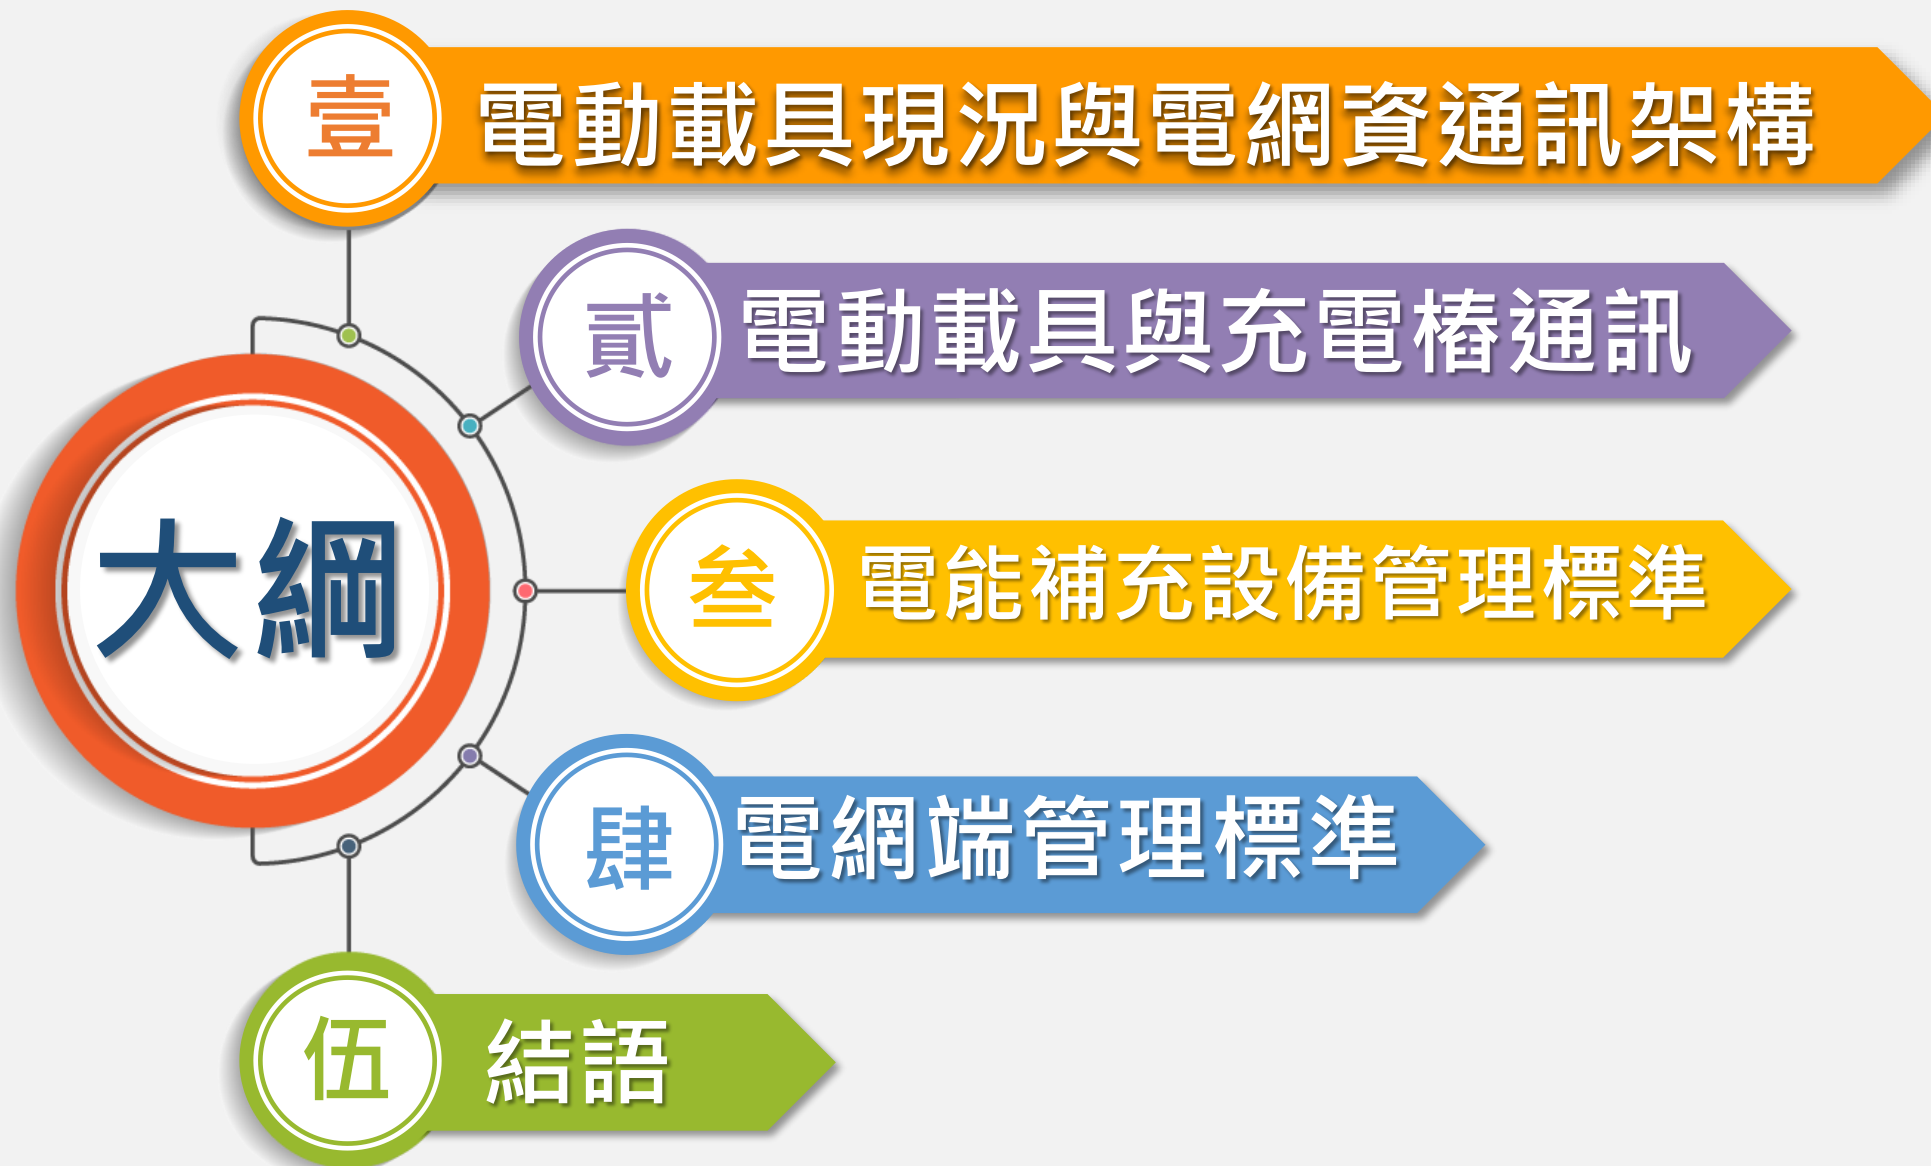 大綱
壹 電動載具現況與電網資通訊架構
貳 電動載具與充電樁通訊
叁 電能補充設備管理標準
肆 電網端管理標準
伍 結語